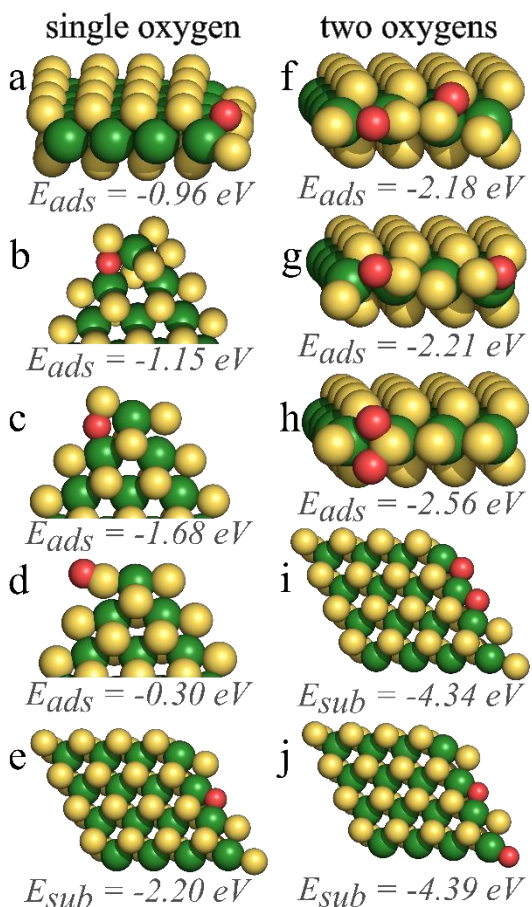 single oxygen
a
E_ads = -0.96 eV
b
E_ads = -1.15 eV
c
E_ads = -1.68 eV
d
E_ads = -0.30 eV
e
E_sub = -2.20 eV
two oxygens
f
E_ads = -2.18 eV
g
E_ads = -2.21 eV
h
E_ads = -2.56 eV
i
E_sub = -4.34 eV
j
E_sub = -4.39 eV